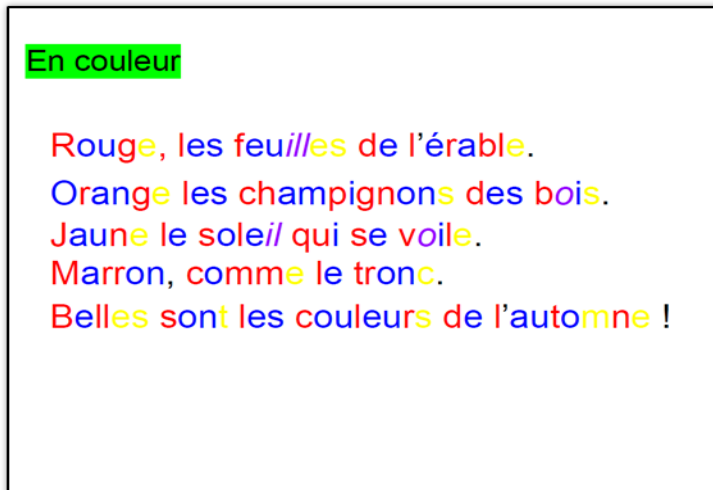 En couleur
Rouge, les feuilles de l’érable.
Orange les champignons des bois.
Jaune le soleil qui se voile.
Marron, comme le tronc.
Belles sont les couleurs de l’automne !